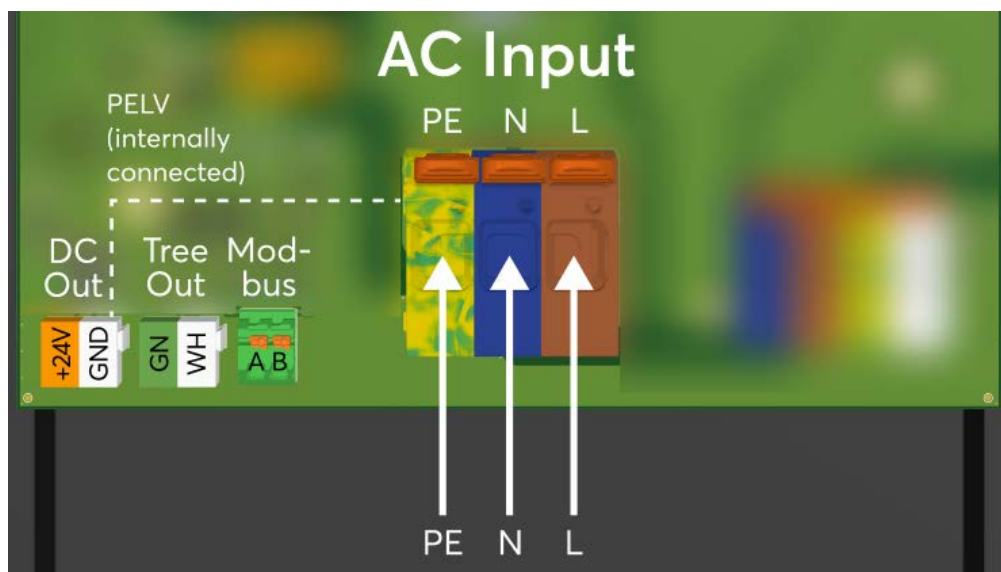 AC Input
PE N L
PELV
(internally
connected)
DC Tree Mod-
Out Out bus
+24V GND GN WH A B
PE N L